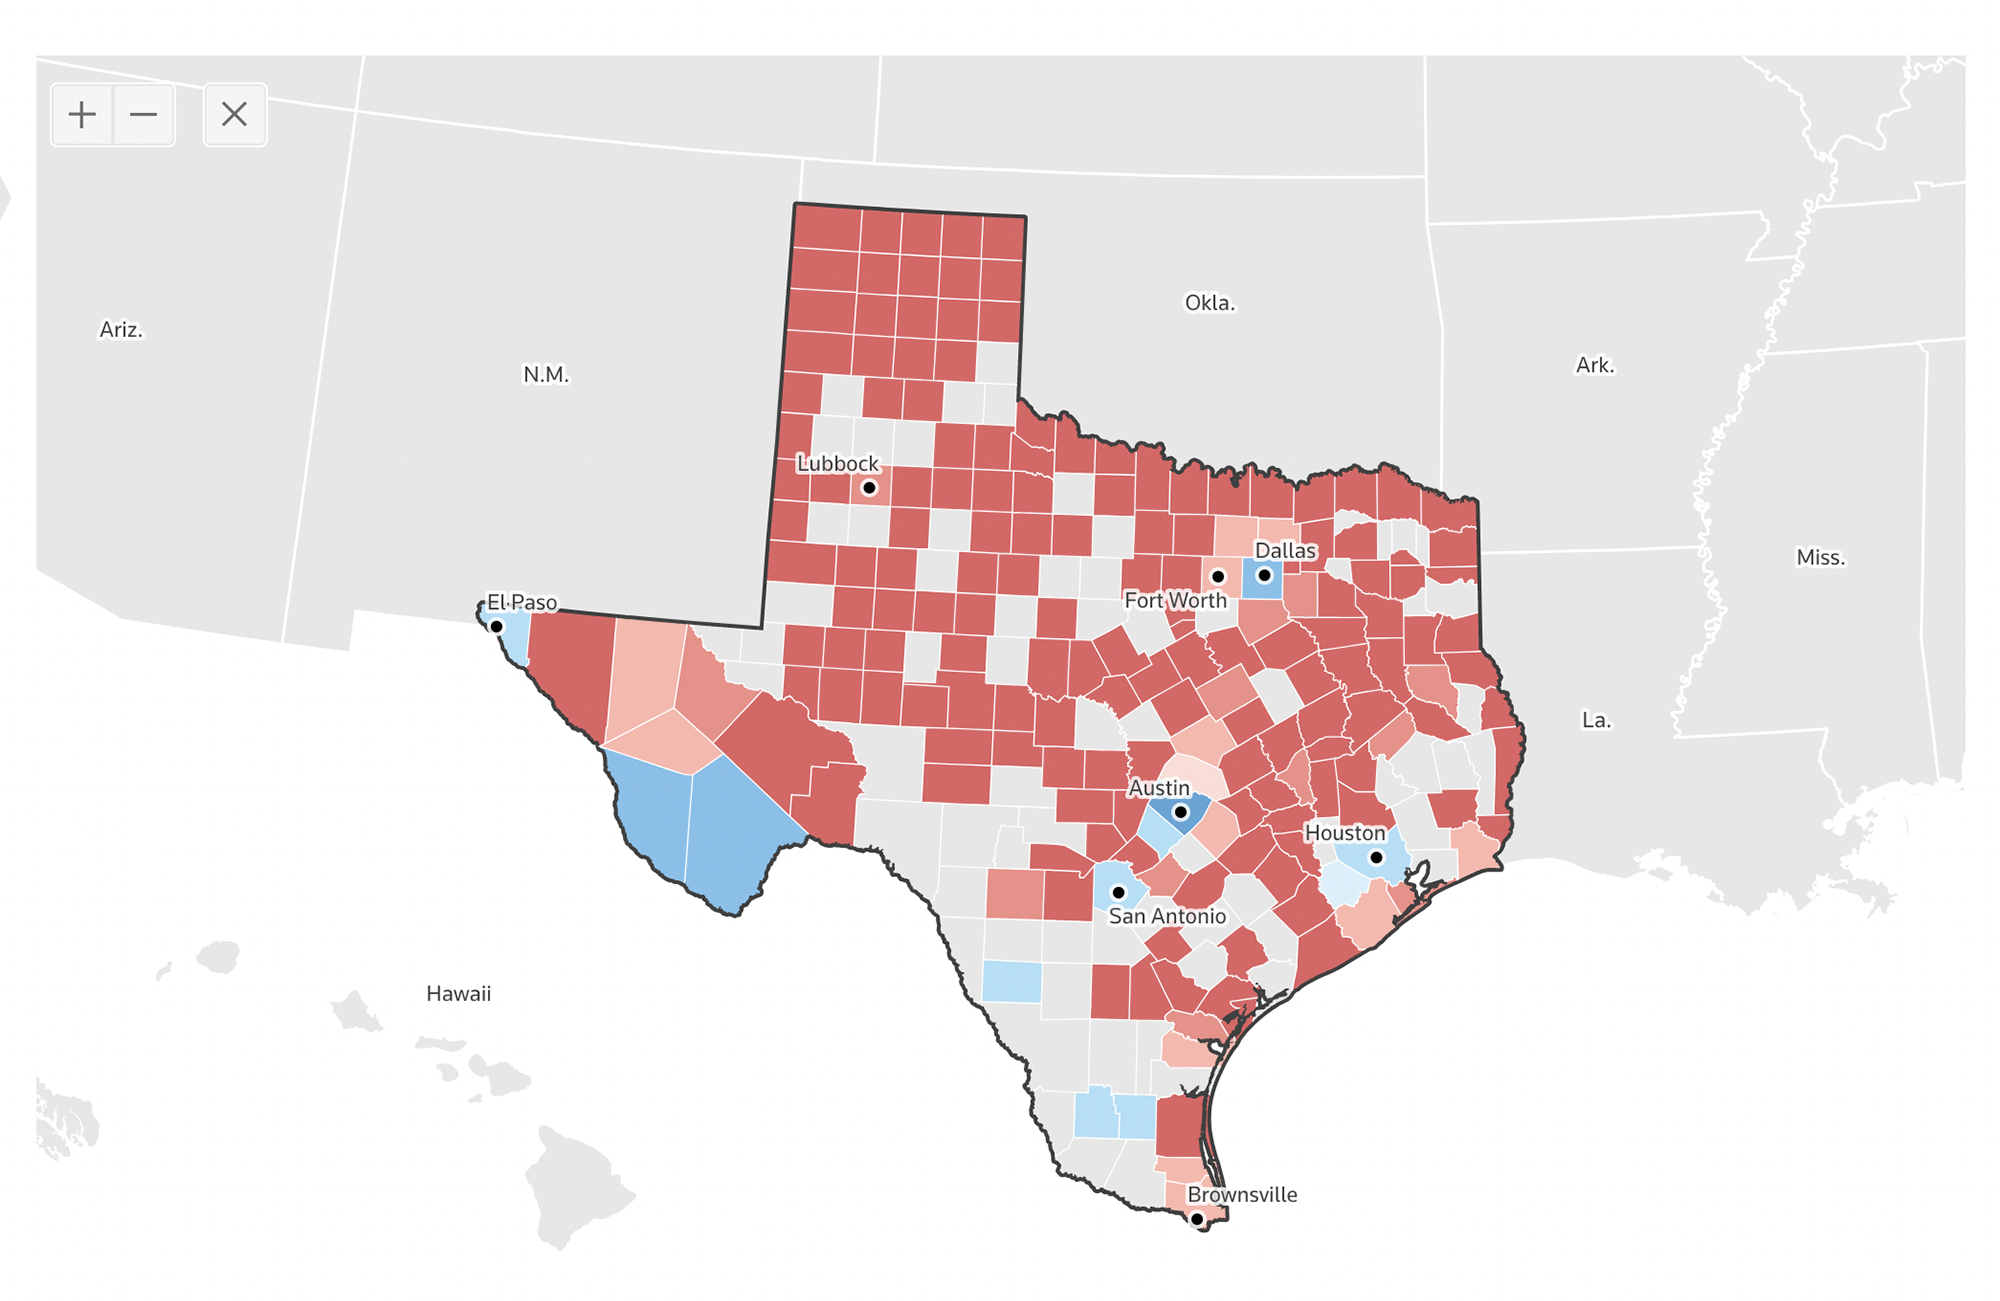 Okla.
Ariz.
Ark.
N.M.
Lubbock
Dallas
Miss.
El Paso
Fort Worth
La.
Austin
Houston
San Antonio
Hawaii
Brownsville